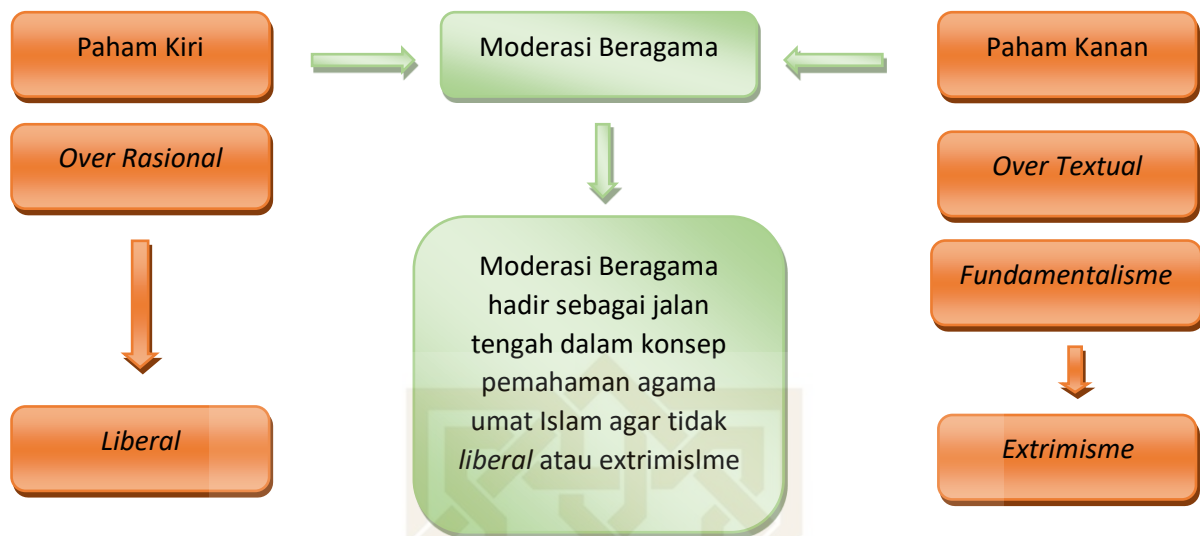 Paham Kiri
Moderasi Beragama
Paham Kanan
Over Rasional
Over Textual
Fundamentalisme
Moderasi Beragama
hadir sebagai jalan
tengah dalam konsep
pemahaman agama
umat Islam agar tidak
liberal atau extrimislme
Liberal
Extrimisme